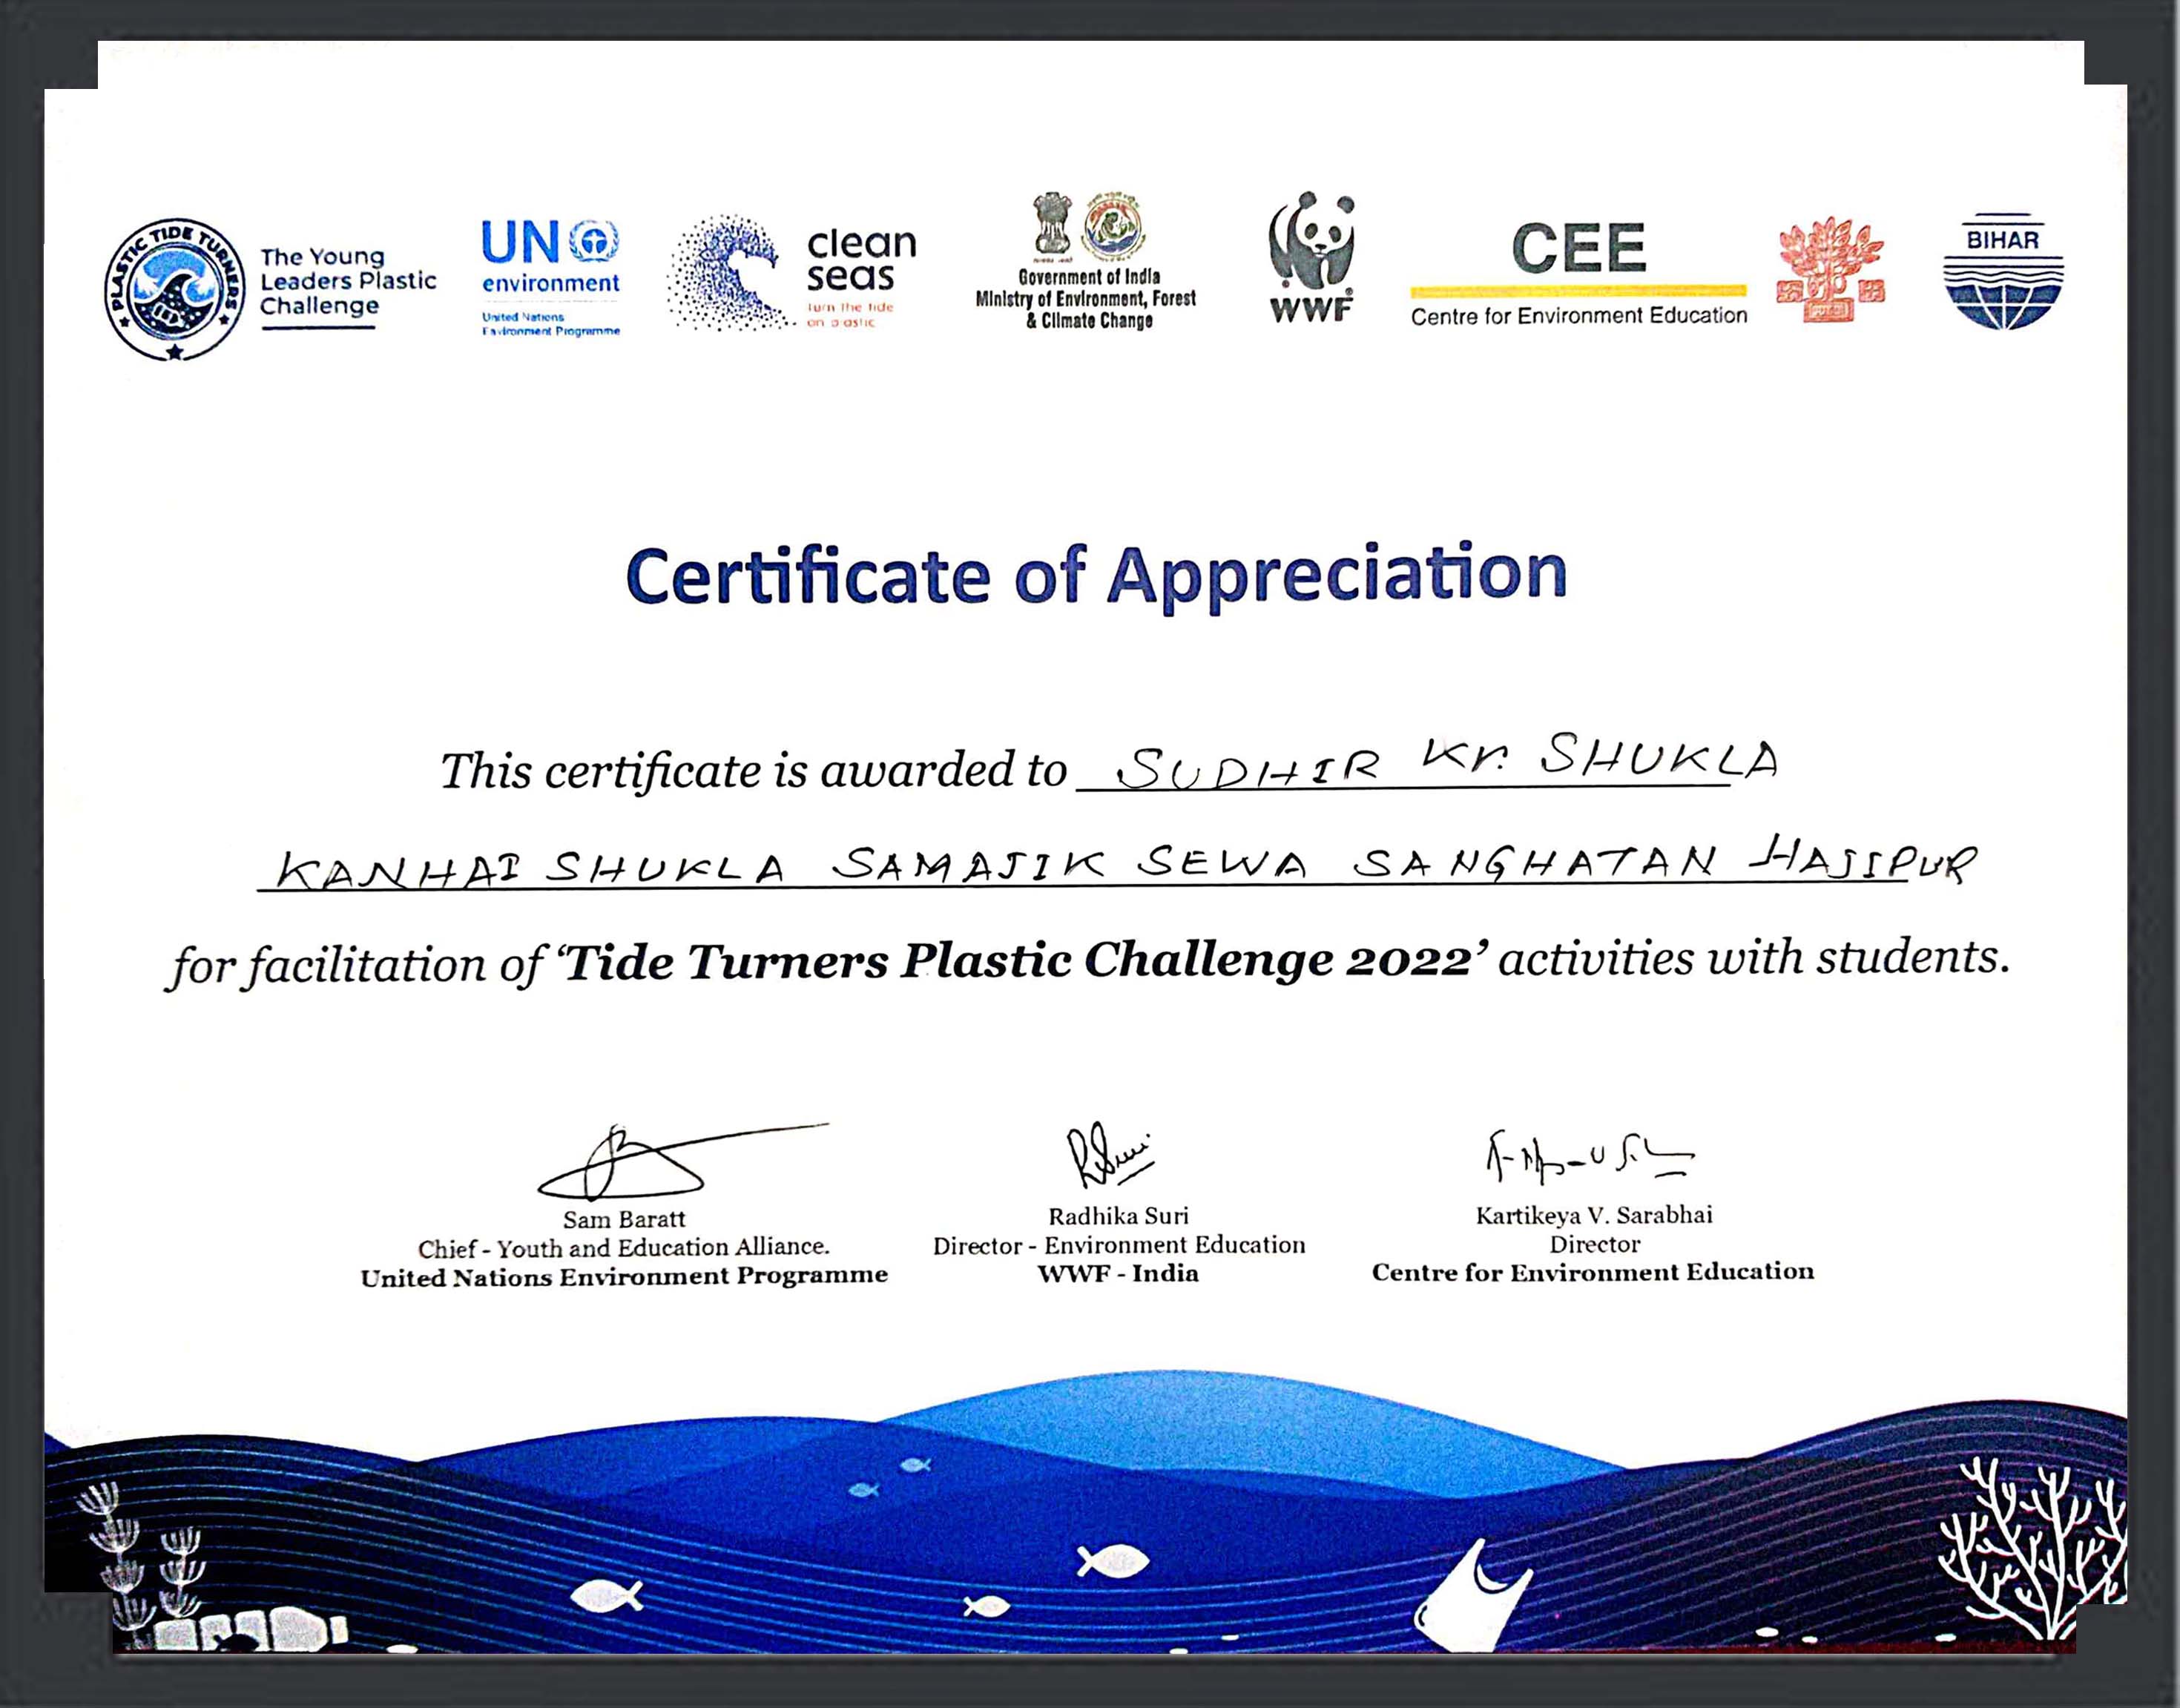 PLASTIC TIDE TURNERS
The Young
Leaders Plastic
Challenge
UN
environment
United Nations
Environment Programme
clean
seas
turn the tide
on plastic
Government of India
Ministry of Environment, Forest
& Climate Change
WWF
CEE
Centre for Environment Education
BIHAR
Certificate of Appreciation
This certificate is awarded to SUDHIR Kr. SHUKLA
KANHAI SHUKLA SAMAJIK SEWA SANGHATAN HAJIPUR
for facilitation of 'Tide Turners Plastic Challenge 2022' activities with students.
Sam Baratt
Chief - Youth and Education Alliance.
United Nations Environment Programme
Radhika Suri
Director - Environment Education
WWF - India
Kartikeya V. Sarabhai
Director
Centre for Environment Education